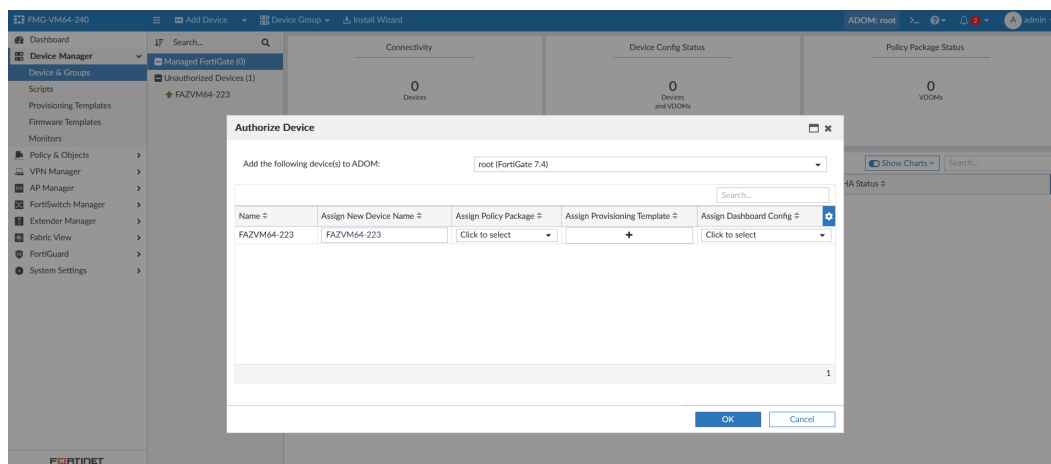 FMG-VM64-240
Add Device
Device Group
Install Wizard
ADOM: root
2
A admin
Dashboard
Device Manager
Device & Groups
Scripts
Provisioning Templates
Firmware Templates
Monitors
Policy & Objects
VPN Manager
AP Manager
FortiSwitch Manager
Extender Manager
Fabric View
FortiGuard
System Settings
FORTINET
Search...
Managed FortiGate (0)
Unauthorized Devices (1)
FAZVM64-223
Connectivity
0
Devices
Device Config Status
0
Devices
and VDOMs
Policy Package Status
0
VDOMs
Show Charts
Search...
HA Status
Authorize Device
Add the following device(s) to ADOM:
root (FortiGate 7.4)
Search...
Name
Assign New Device Name
Assign Policy Package
Assign Provisioning Template
Assign Dashboard Config
FAZVM64-223
FAZVM64-223
Click to select
+
Click to select
1
OK
Cancel